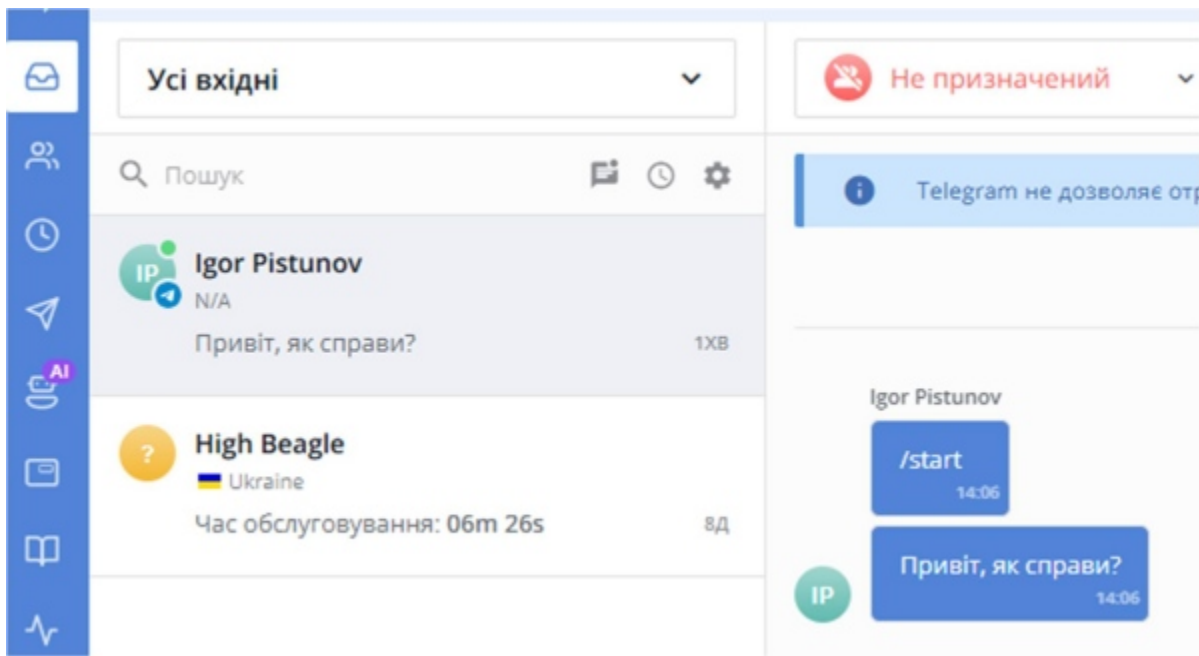 Усі вхідні
Не призначений
Пошук
Telegram не дозволяє отр
IP
Igor Pistunov
N/A
Привіт, як справи?
1ХВ
AI
?
High Beagle
Ukraine
Час обслуговування: 06m 26s
8Д
Igor Pistunov
/start
14:06
Привіт, як справи?
14:06
IP